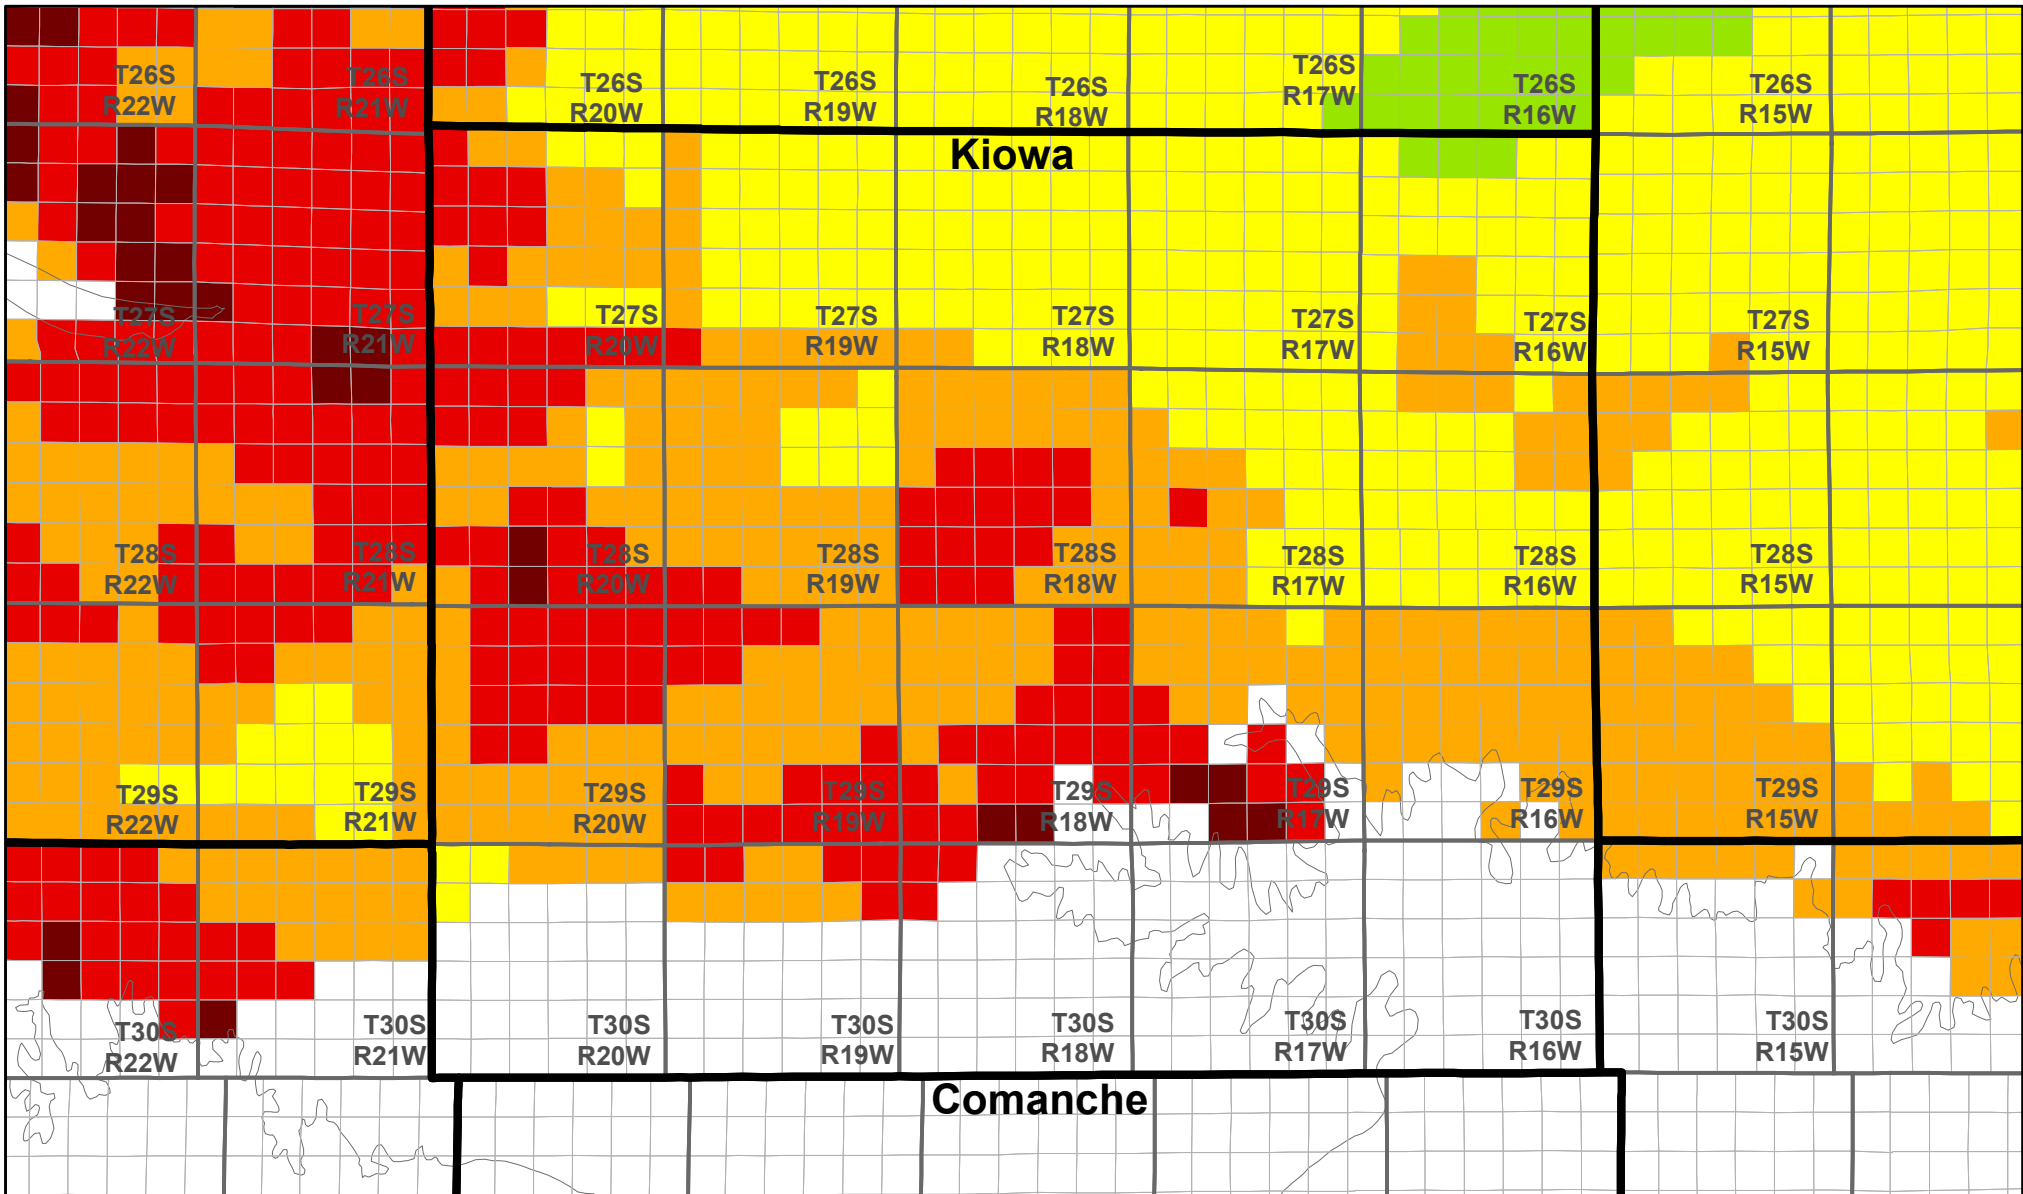 T26S
R22W
T26S
R21W
T26S
R20W
T26S
R19W
T26S
R18W
T26S
R17W
T26S
R16W
T26S
R15W
Kiowa
T27S
R22W
T27S
R21W
T27S
R20W
T27S
R19W
T27S
R18W
T27S
R17W
T27S
R16W
T27S
R15W
T28S
R22W
T28S
R21W
T28S
R20W
T28S
R19W
T28S
R18W
T28S
R17W
T28S
R16W
T28S
R15W
T29S
R22W
T29S
R21W
T29S
R20W
T29S
R19W
T29S
R18W
T29S
R17W
T29S
R16W
T29S
R15W
T30S
R22W
T30S
R21W
T30S
R20W
T30S
R19W
T30S
R18W
T30S
R17W
T30S
R16W
T30S
R15W
Comanche